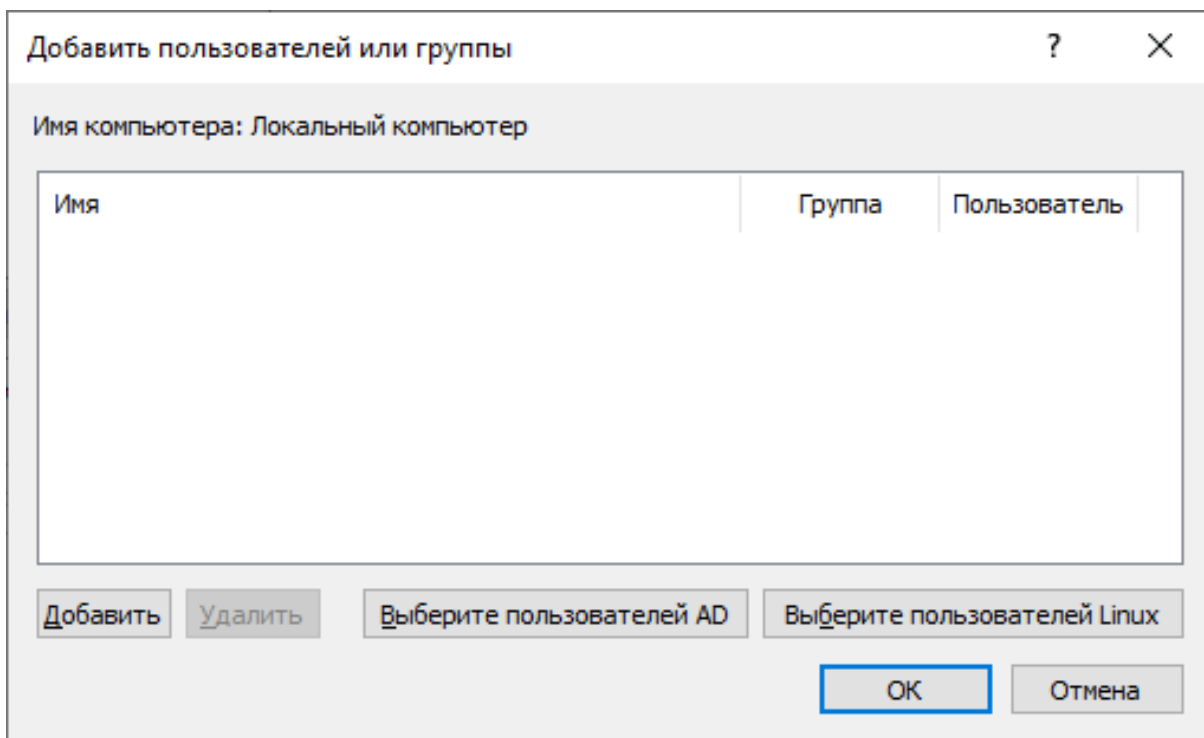 Добавить пользователей или группы ?
Имя компьютера: Локальный компьютер
Имя Группа Пользователь
Добавить Удалить Выберите пользователей AD Выберите пользователей Linux
ОК Отмена